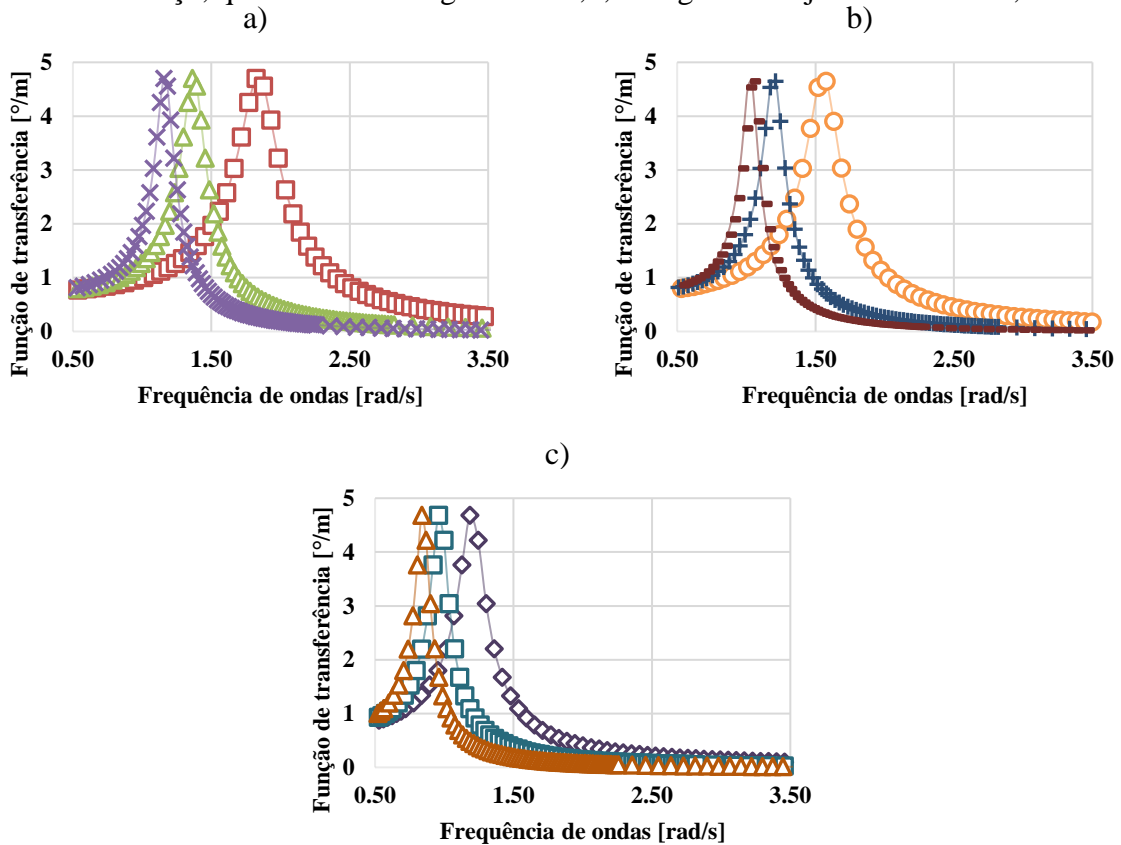 a)
b)
Função de transferência [°/m]
5
4
3
2
1
0
0.50 1.50 2.50 3.50
Frequência de ondas [rad/s]
Função de transferência [°/m]
5
4
3
2
1
0
0.50 1.50 2.50 3.50
Frequência de ondas [rad/s]
c)
Função de transferência [°/m]
5
4
3
2
1
0
0.50 1.50 2.50 3.50
Frequência de ondas [rad/s]